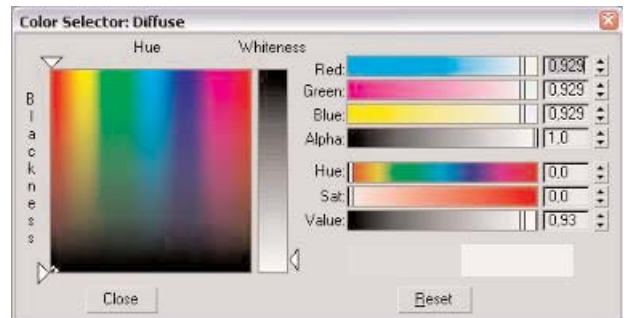 Color Selector: Diffuse
Hue
Whiteness
Blackness
Red: 0,929
Green: 0,929
Blue: 0,929
Alpha: 1,0
Hue: 0,0
Sat: 0,0
Value: 0,93
Close
Reset